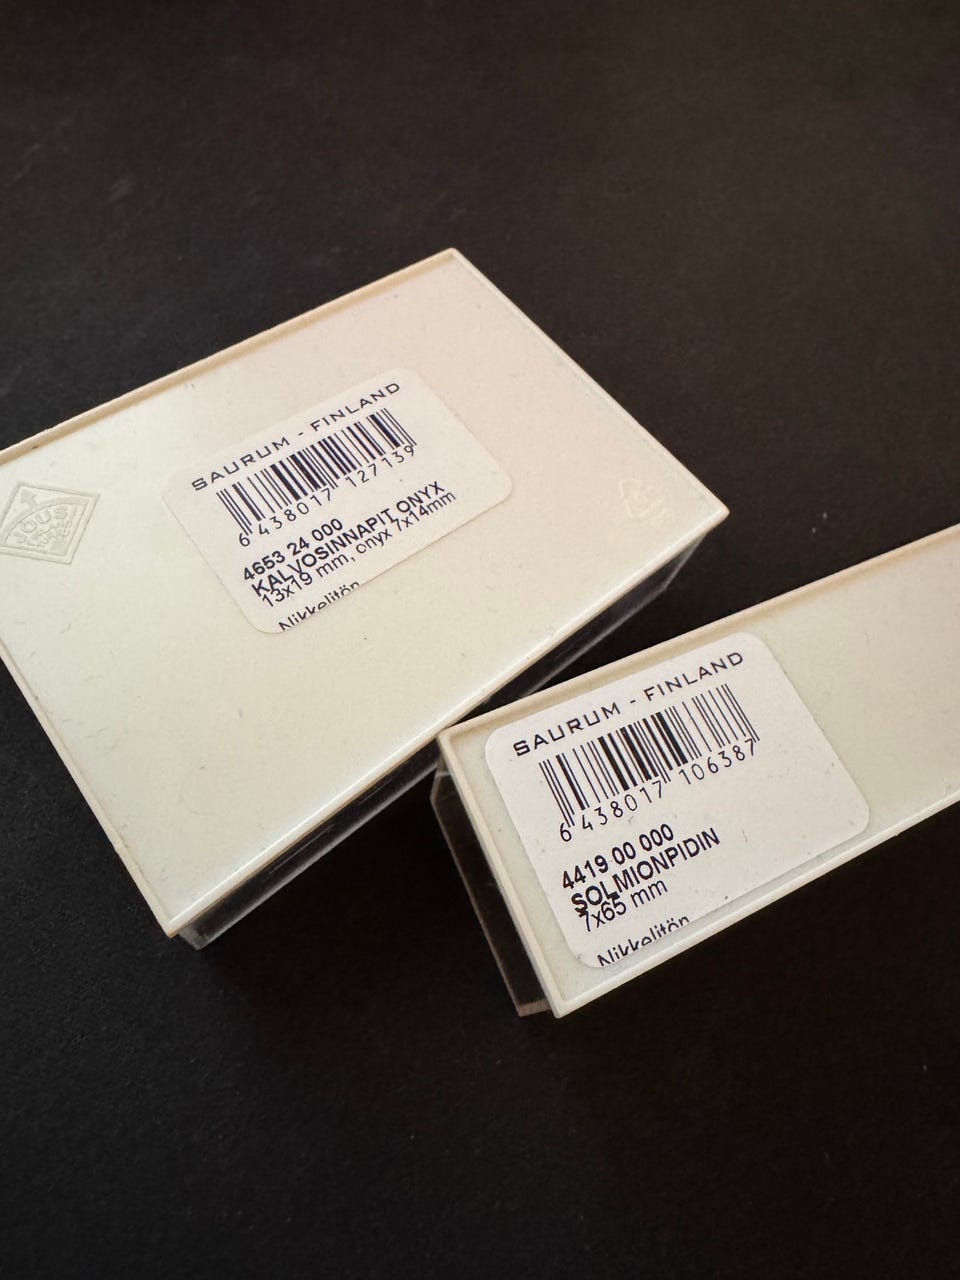 SAURUM - FINLAND
6 438017 127139
4653 24 000
KALVOSINNAPIT ONYX
13x19 mm, onyx 7x14mm
Nikkelitön
SAURUM - FINLAND
6 438017 106387
4419 00 000
SOLMIONPIDIN
7x65 mm
Nikkelitön